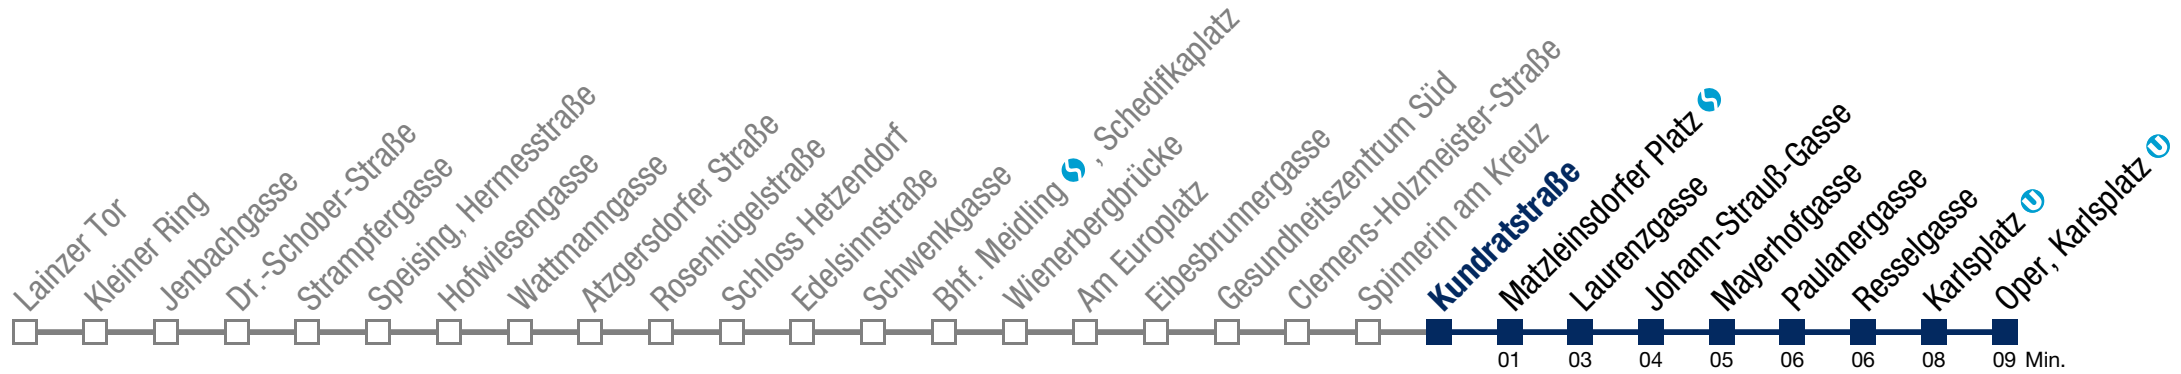 Lainzer Tor
Kleiner Ring
Jenbachgasse
Dr.-Schober-Straße
Strampfergasse
Speising, Hermesstraße
Hofwiesengasse
Wattmanngasse
Atzgersdorfer Straße
Rosenhügelstraße
Schloss Hetzendorf
Edelsinnstraße
Schwenkgasse
Bhf. Meidling S, Schedifkaplatz
Wienerbergbrücke
Am Europlatz
Eibesbrunnergasse
Gesundheitszentrum Süd
Clemens-Holzmeister-Straße
Spinnerin am Kreuz
Kundratstraße
Matzleinsdorfer Platz S
Laurenzgasse
Johann-Strauß-Gasse
Mayerhofgasse
Paulanergasse
Resselgasse
Karlsplatz U
Oper, Karlsplatz U
01 03 04 05 06 06 08 09 Min.